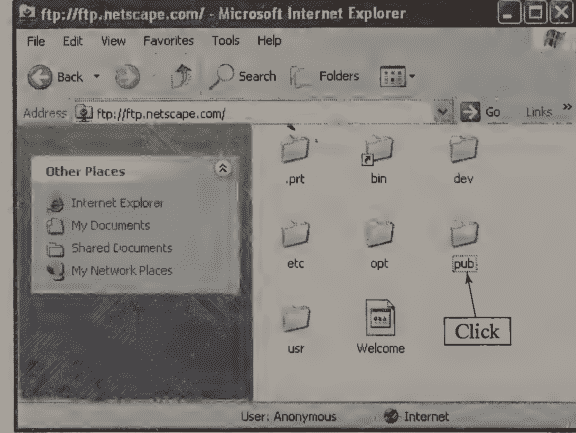 ftp://ftp.netscape.com/ - Microsoft Internet Explorer
File Edit View Favorites Tools Help
Back Search Folders
Address ftp://ftp.netscape.com/ Go Links »
Other Places
Internet Explorer
My Documents
Shared Documents
My Network Places
.prt bin dev
etc opt pub
usr Welcome
Click
User: Anonymous Internet